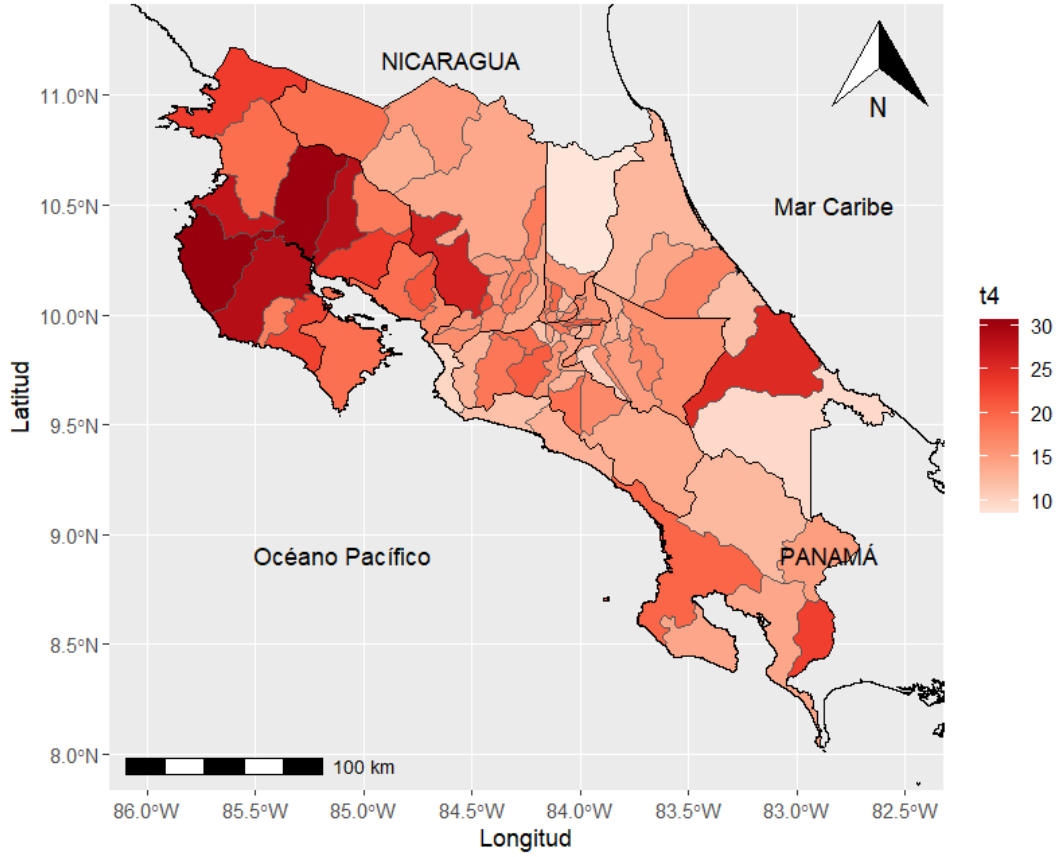 NICARAGUA
N
Mar Caribe
Océano Pacífico
PANAMÁ
100 km
11.0°N
10.5°N
10.0°N
9.5°N
9.0°N
8.5°N
8.0°N
Latitud
86.0°W
85.5°W
85.0°W
84.5°W
84.0°W
83.5°W
83.0°W
82.5°W
Longitud
t4
30
25
20
15
10